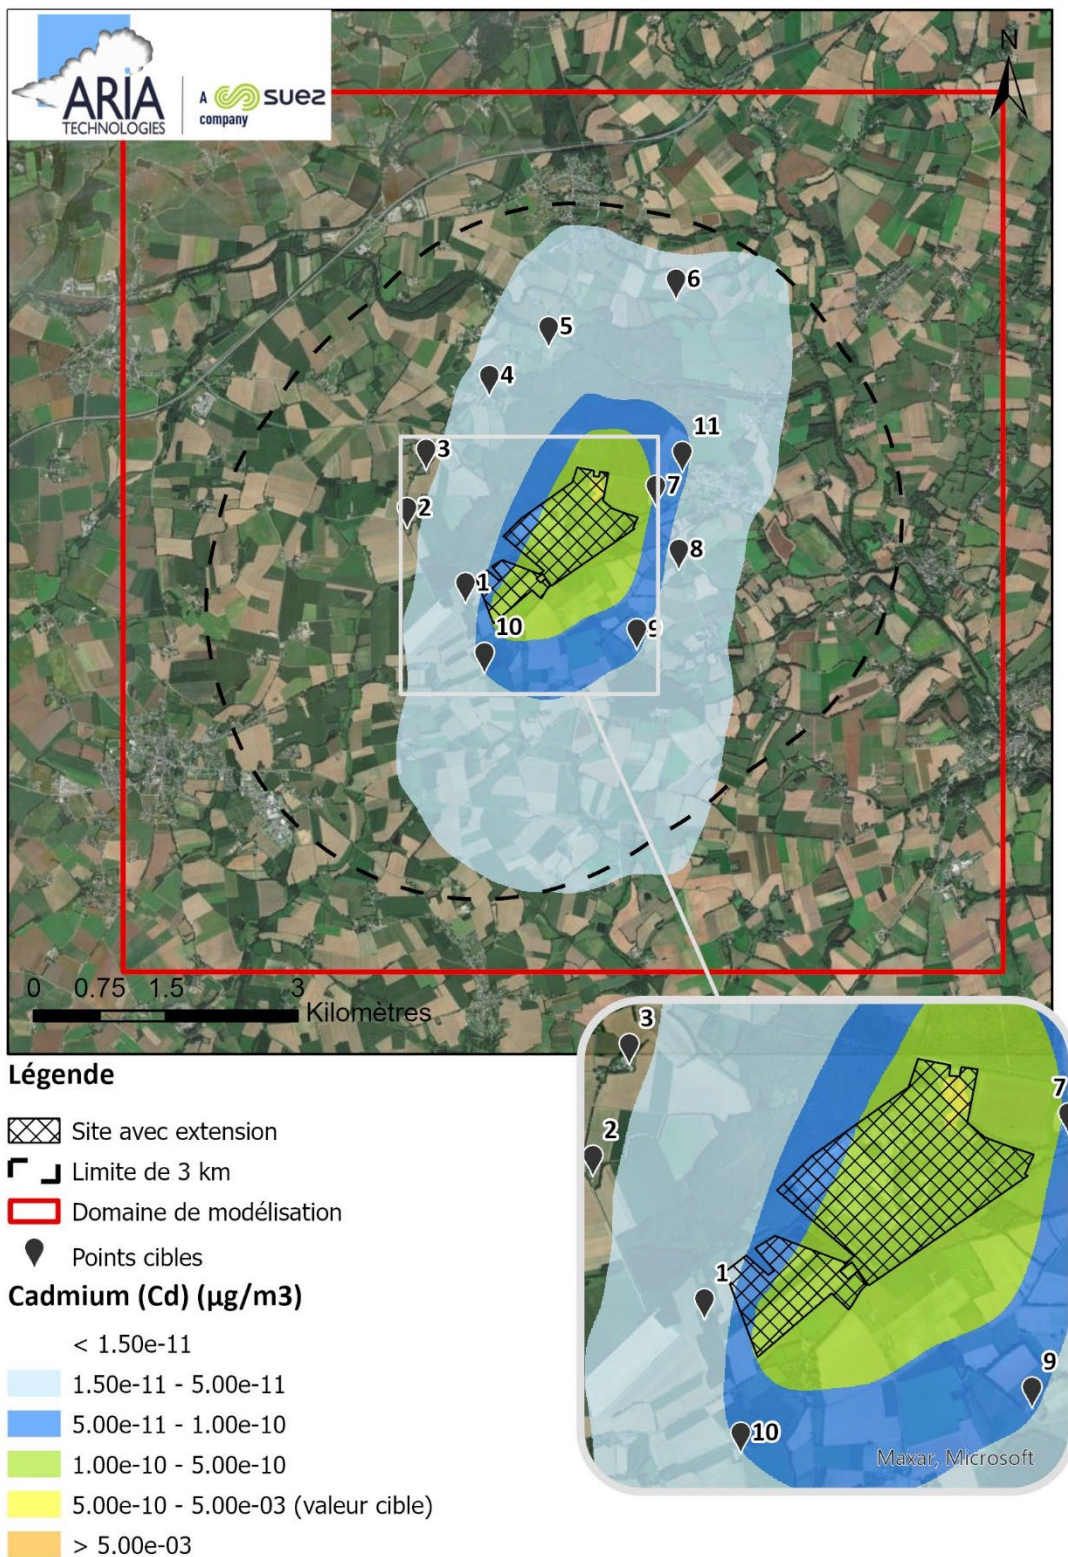 ARIA
TECHNOLOGIES
A suez
company
N
6
5
4
11
3
7
2
8
1
9
10
0 0.75 1.5 3
Kilomètres
Légende
Site avec extension
Limite de 3 km
Domaine de modélisation
Points cibles
Cadmium (Cd) (µg/m3)
< 1.50e-11
1.50e-11 - 5.00e-11
5.00e-11 - 1.00e-10
1.00e-10 - 5.00e-10
5.00e-10 - 5.00e-03 (valeur cible)
> 5.00e-03
3
7
2
1
9
10
Maxar, Microsoft